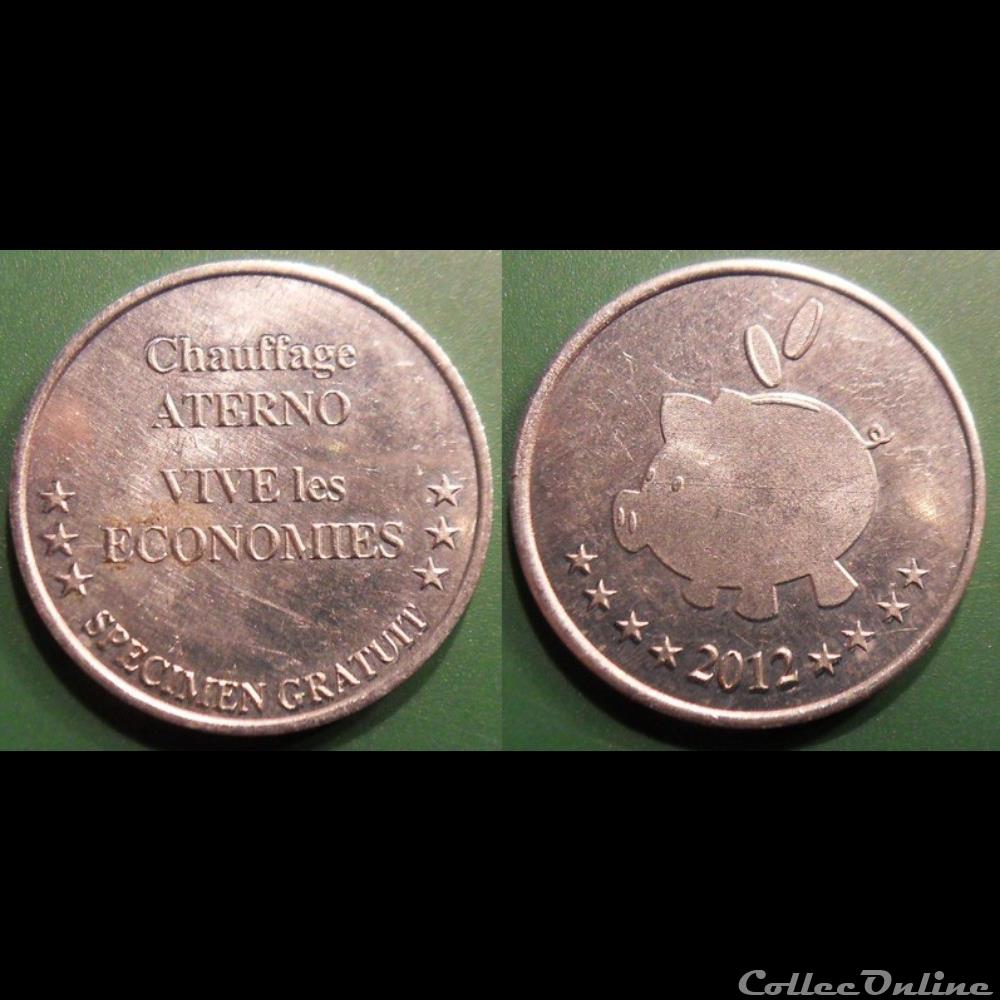 Chauffage
ATERNO
VIVE les
ECONOMIES
SPECIMEN GRATUIT
2012
CollecOnline